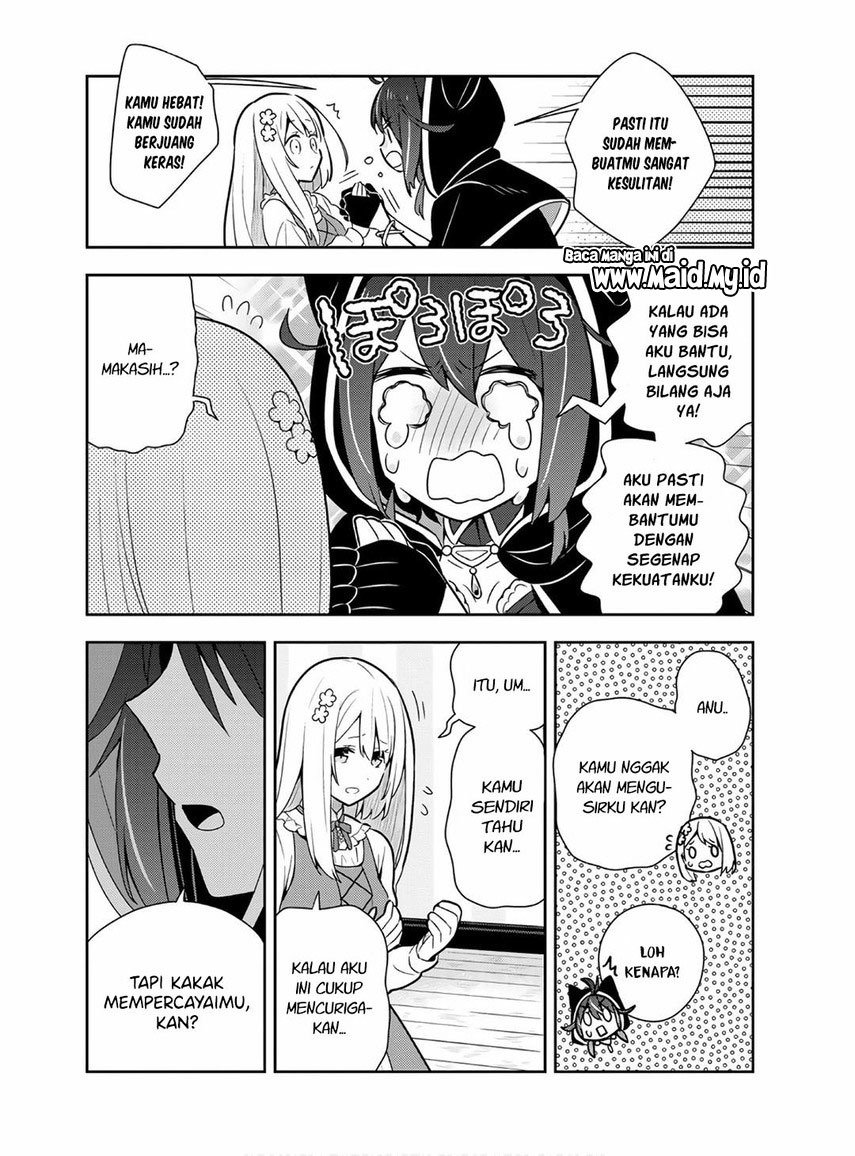 PASTI ITU
SUDAH MEM-
BUATMU SANGAT
KESULITAN!
KAMU HEBAT!
KAMU SUDAH
BERJUANG
KERAS!
Baca Manga ini di
www.Maid.My.id
KALAU ADA
YANG BISA
AKU BANTU,
LANGSUNG
BILANG AJA
YA!
AKU PASTI
AKAN MEM-
BANTUMU
DENGAN
SEGENAP
KEKUATANKU!
ぽろぽろ
MA-
MAKASIH...?
ANU..
KAMU NGGAK
AKAN MENGU-
SIRKU KAN?
LOH
KENAPA?
ITU, UM...
KAMU
SENDIRI
TAHU
KAN...
KALAU AKU
INI CUKUP
MENCURIGA-
KAN...
TAPI KAKAK
MEMPERCAYAIMU,
KAN?